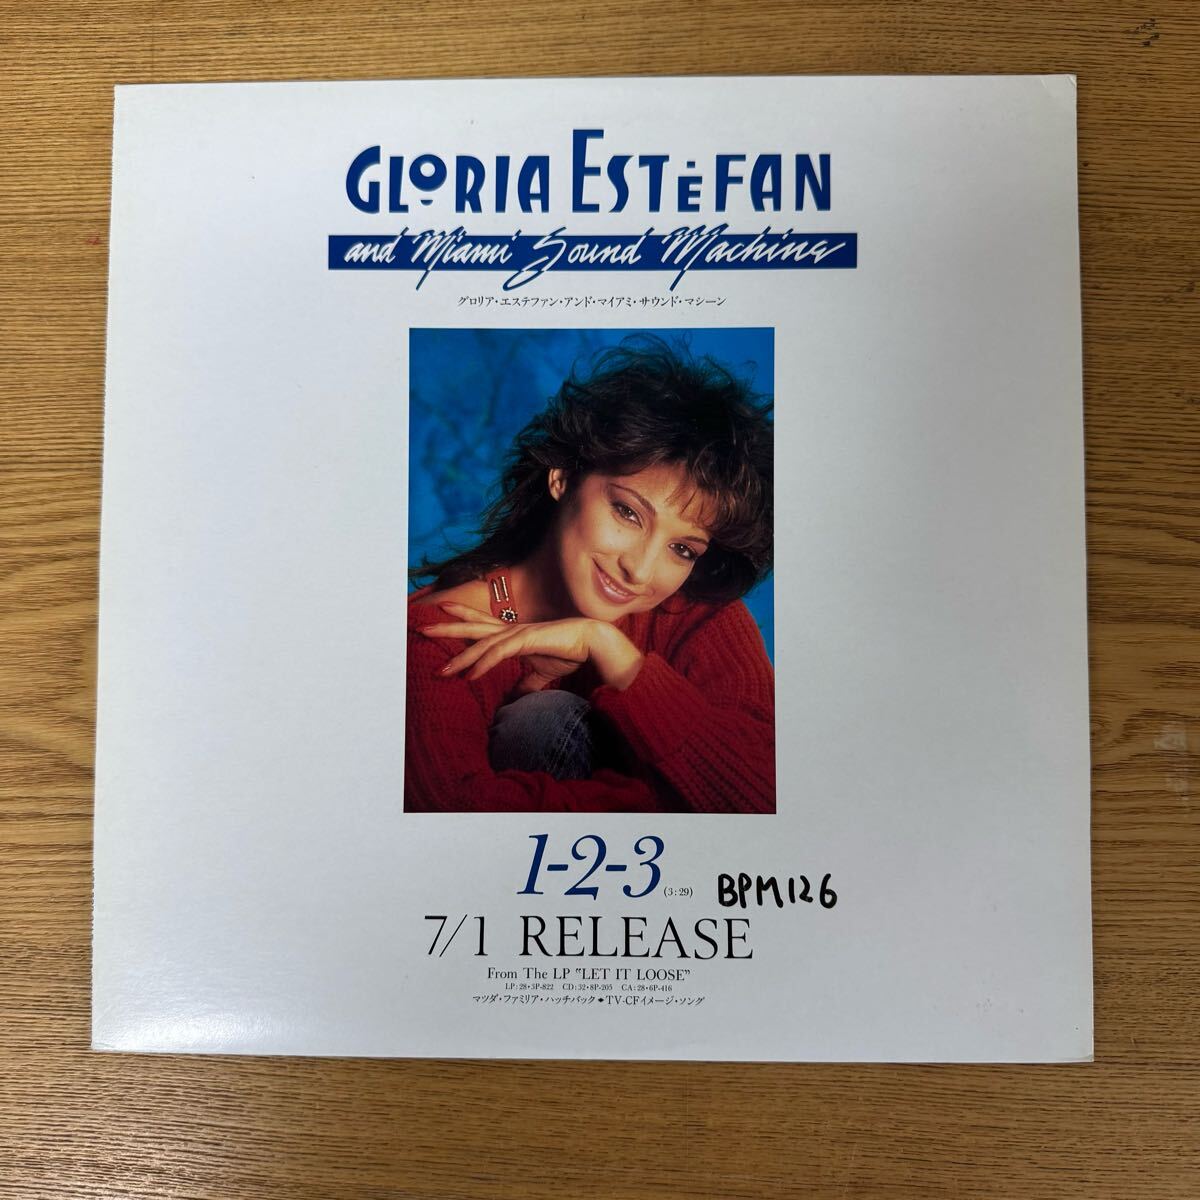 GLORIA ESTEFAN
and Miami Sound Machine
グロリア・エステファン・アンド・マイアミ・サウンド・マシーン
1-2-3 (3:29) BPM126
7/1 RELEASE
From The LP "LET IT LOOSE"
LP:28・3P-822 CD:32・8P-205 CA:28・6P-416
マツダ・ファミリア・ハッチバック◆TV-CFイメージ・ソング